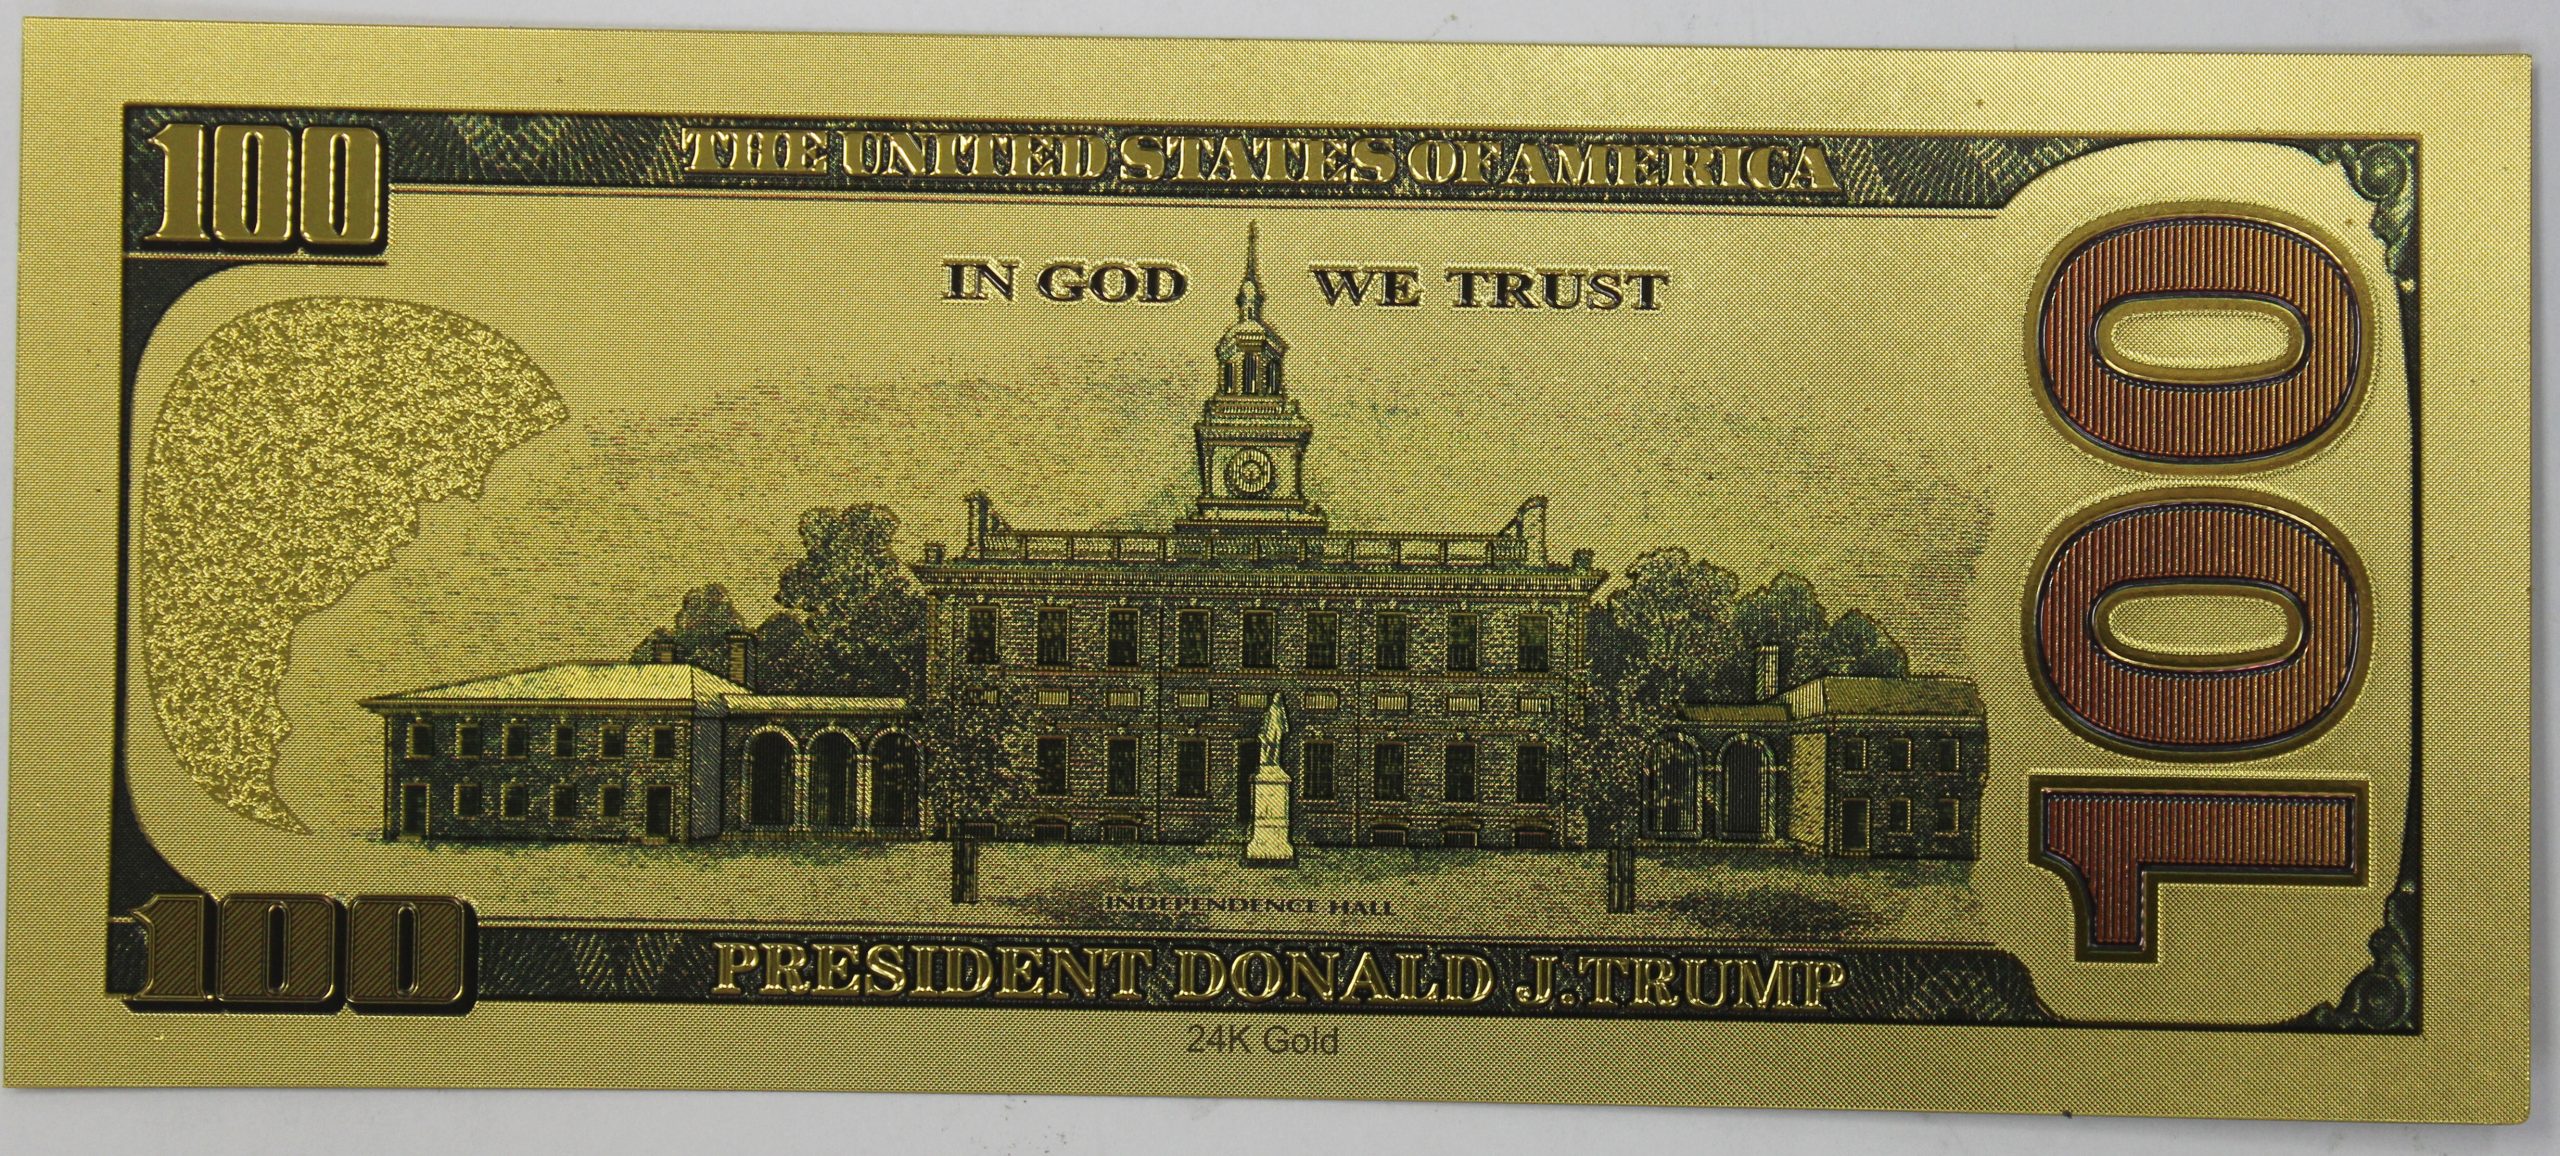 100
THE UNITED STATES OF AMERICA
IN GOD WE TRUST
100
INDEPENDENCE HALL
100
PRESIDENT DONALD J. TRUMP
24K Gold